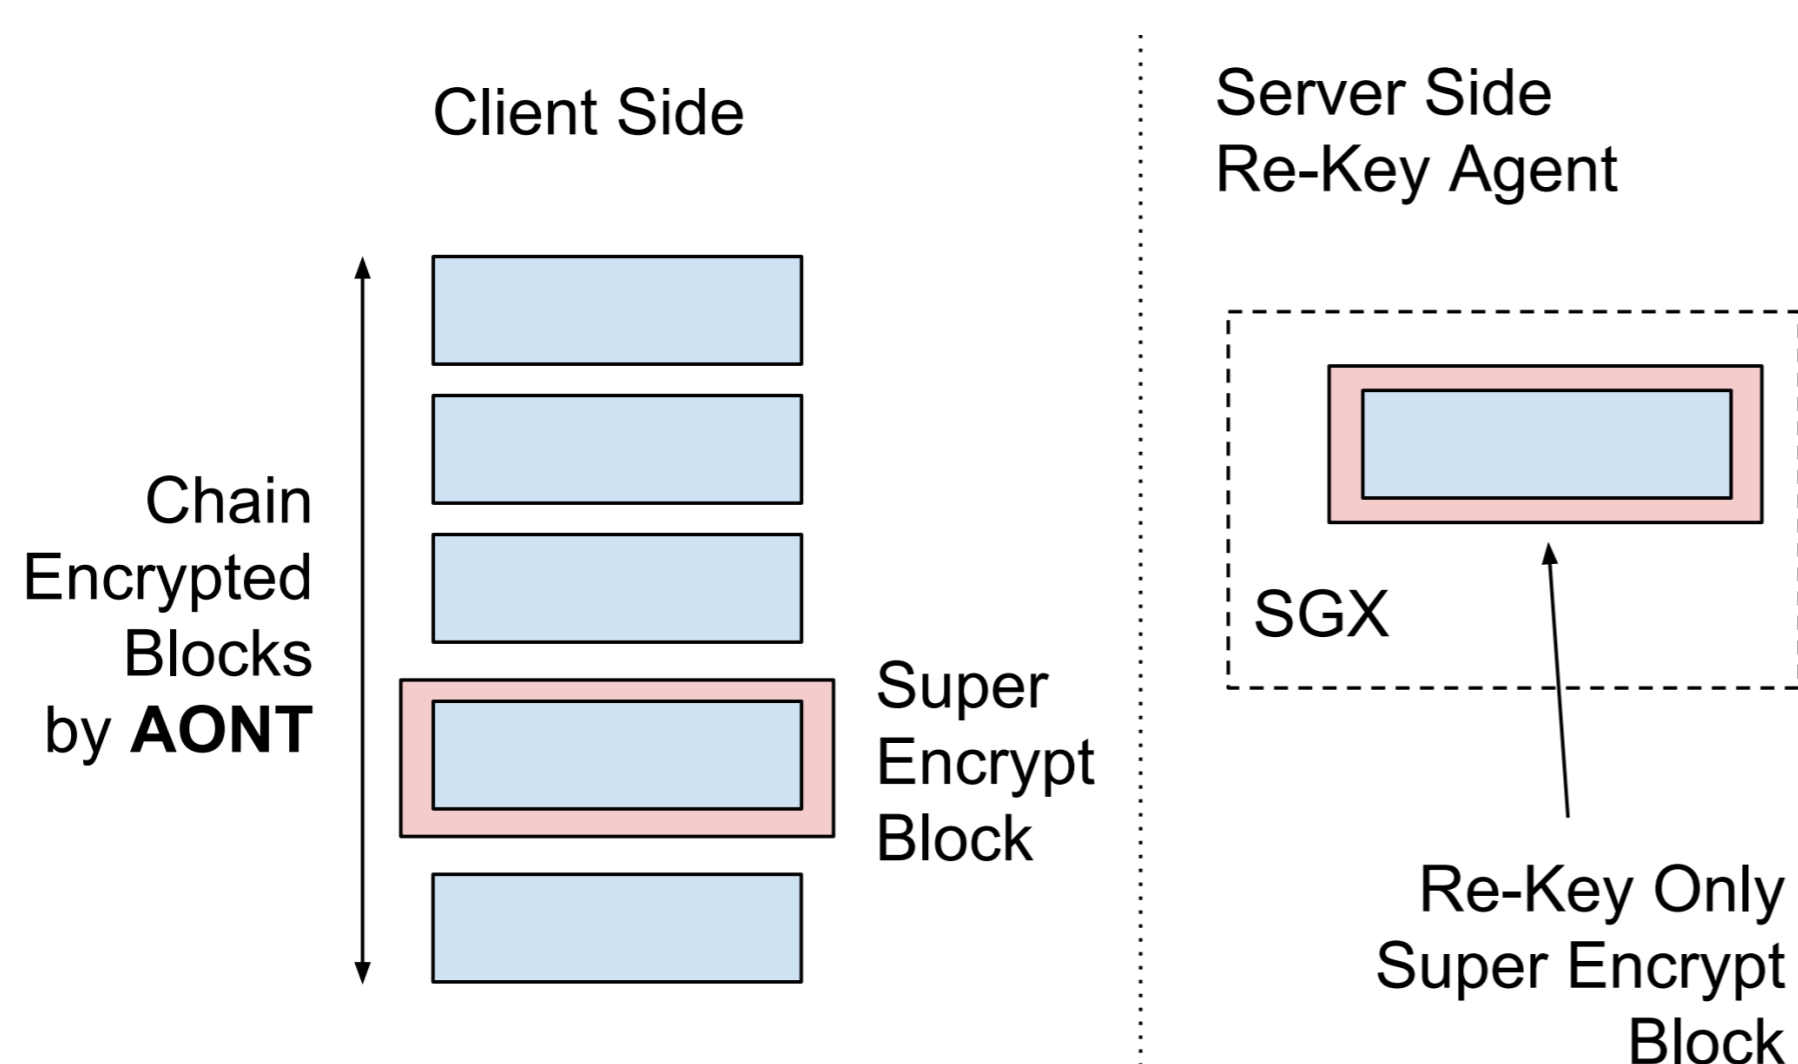 Client Side
Server Side
Re-Key Agent
Chain
Encrypted
Blocks
by AONT
Super
Encrypt
Block
SGX
Re-Key Only
Super Encrypt
Block